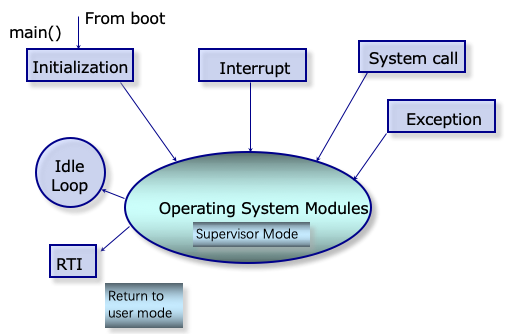 From boot
main()
Initialization
Interrupt
System call
Exception
Idle
Loop
Operating System Modules
Supervisor Mode
RTI
Return to
user mode